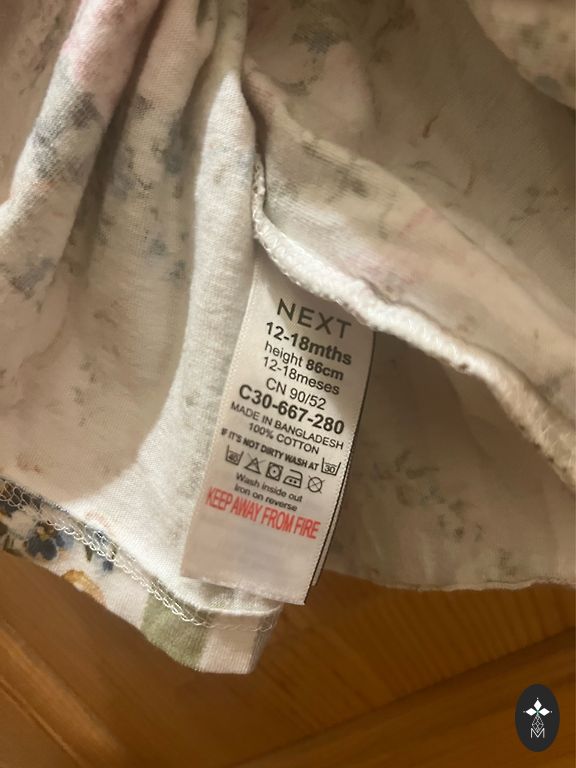 NEXT
12-18mths
height 86cm
12-18meses
CN 90/52
C30-667-280
MADE IN BANGLADESH
100% COTTON
IF IT'S NOT DIRTY WASH AT 30
40
Wash inside out
iron on reverse
KEEP AWAY FROM FIRE
M